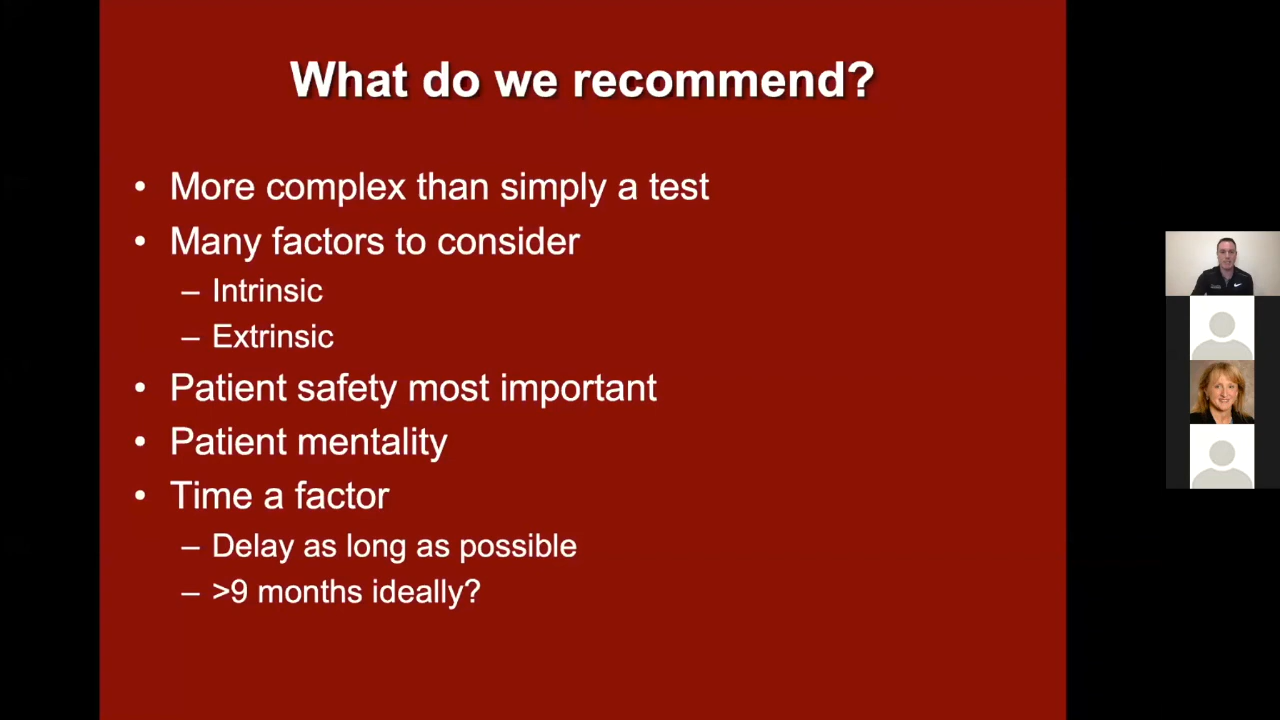 What do we recommend?
• More complex than simply a test
• Many factors to consider
– Intrinsic
– Extrinsic
• Patient safety most important
• Patient mentality
• Time a factor
– Delay as long as possible
– >9 months ideally?